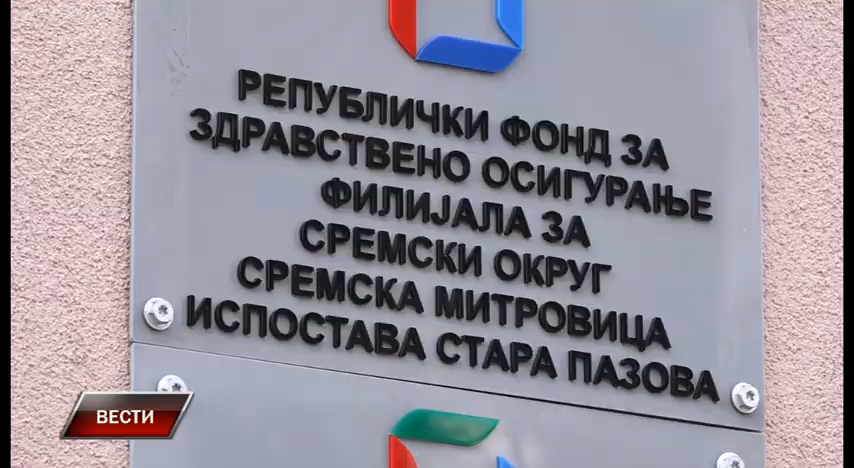 РЕПУБЛИЧКИ ФОНД ЗА
ЗДРАВСТВЕНО ОСИГУРАЊЕ
ФИЛИЈАЛА ЗА
СРЕМСКИ ОКРУГ
СРЕМСКА МИТРОВИЦА
ИСПОСТАВА СТАРА ПАЗОВА
ВЕСТИ